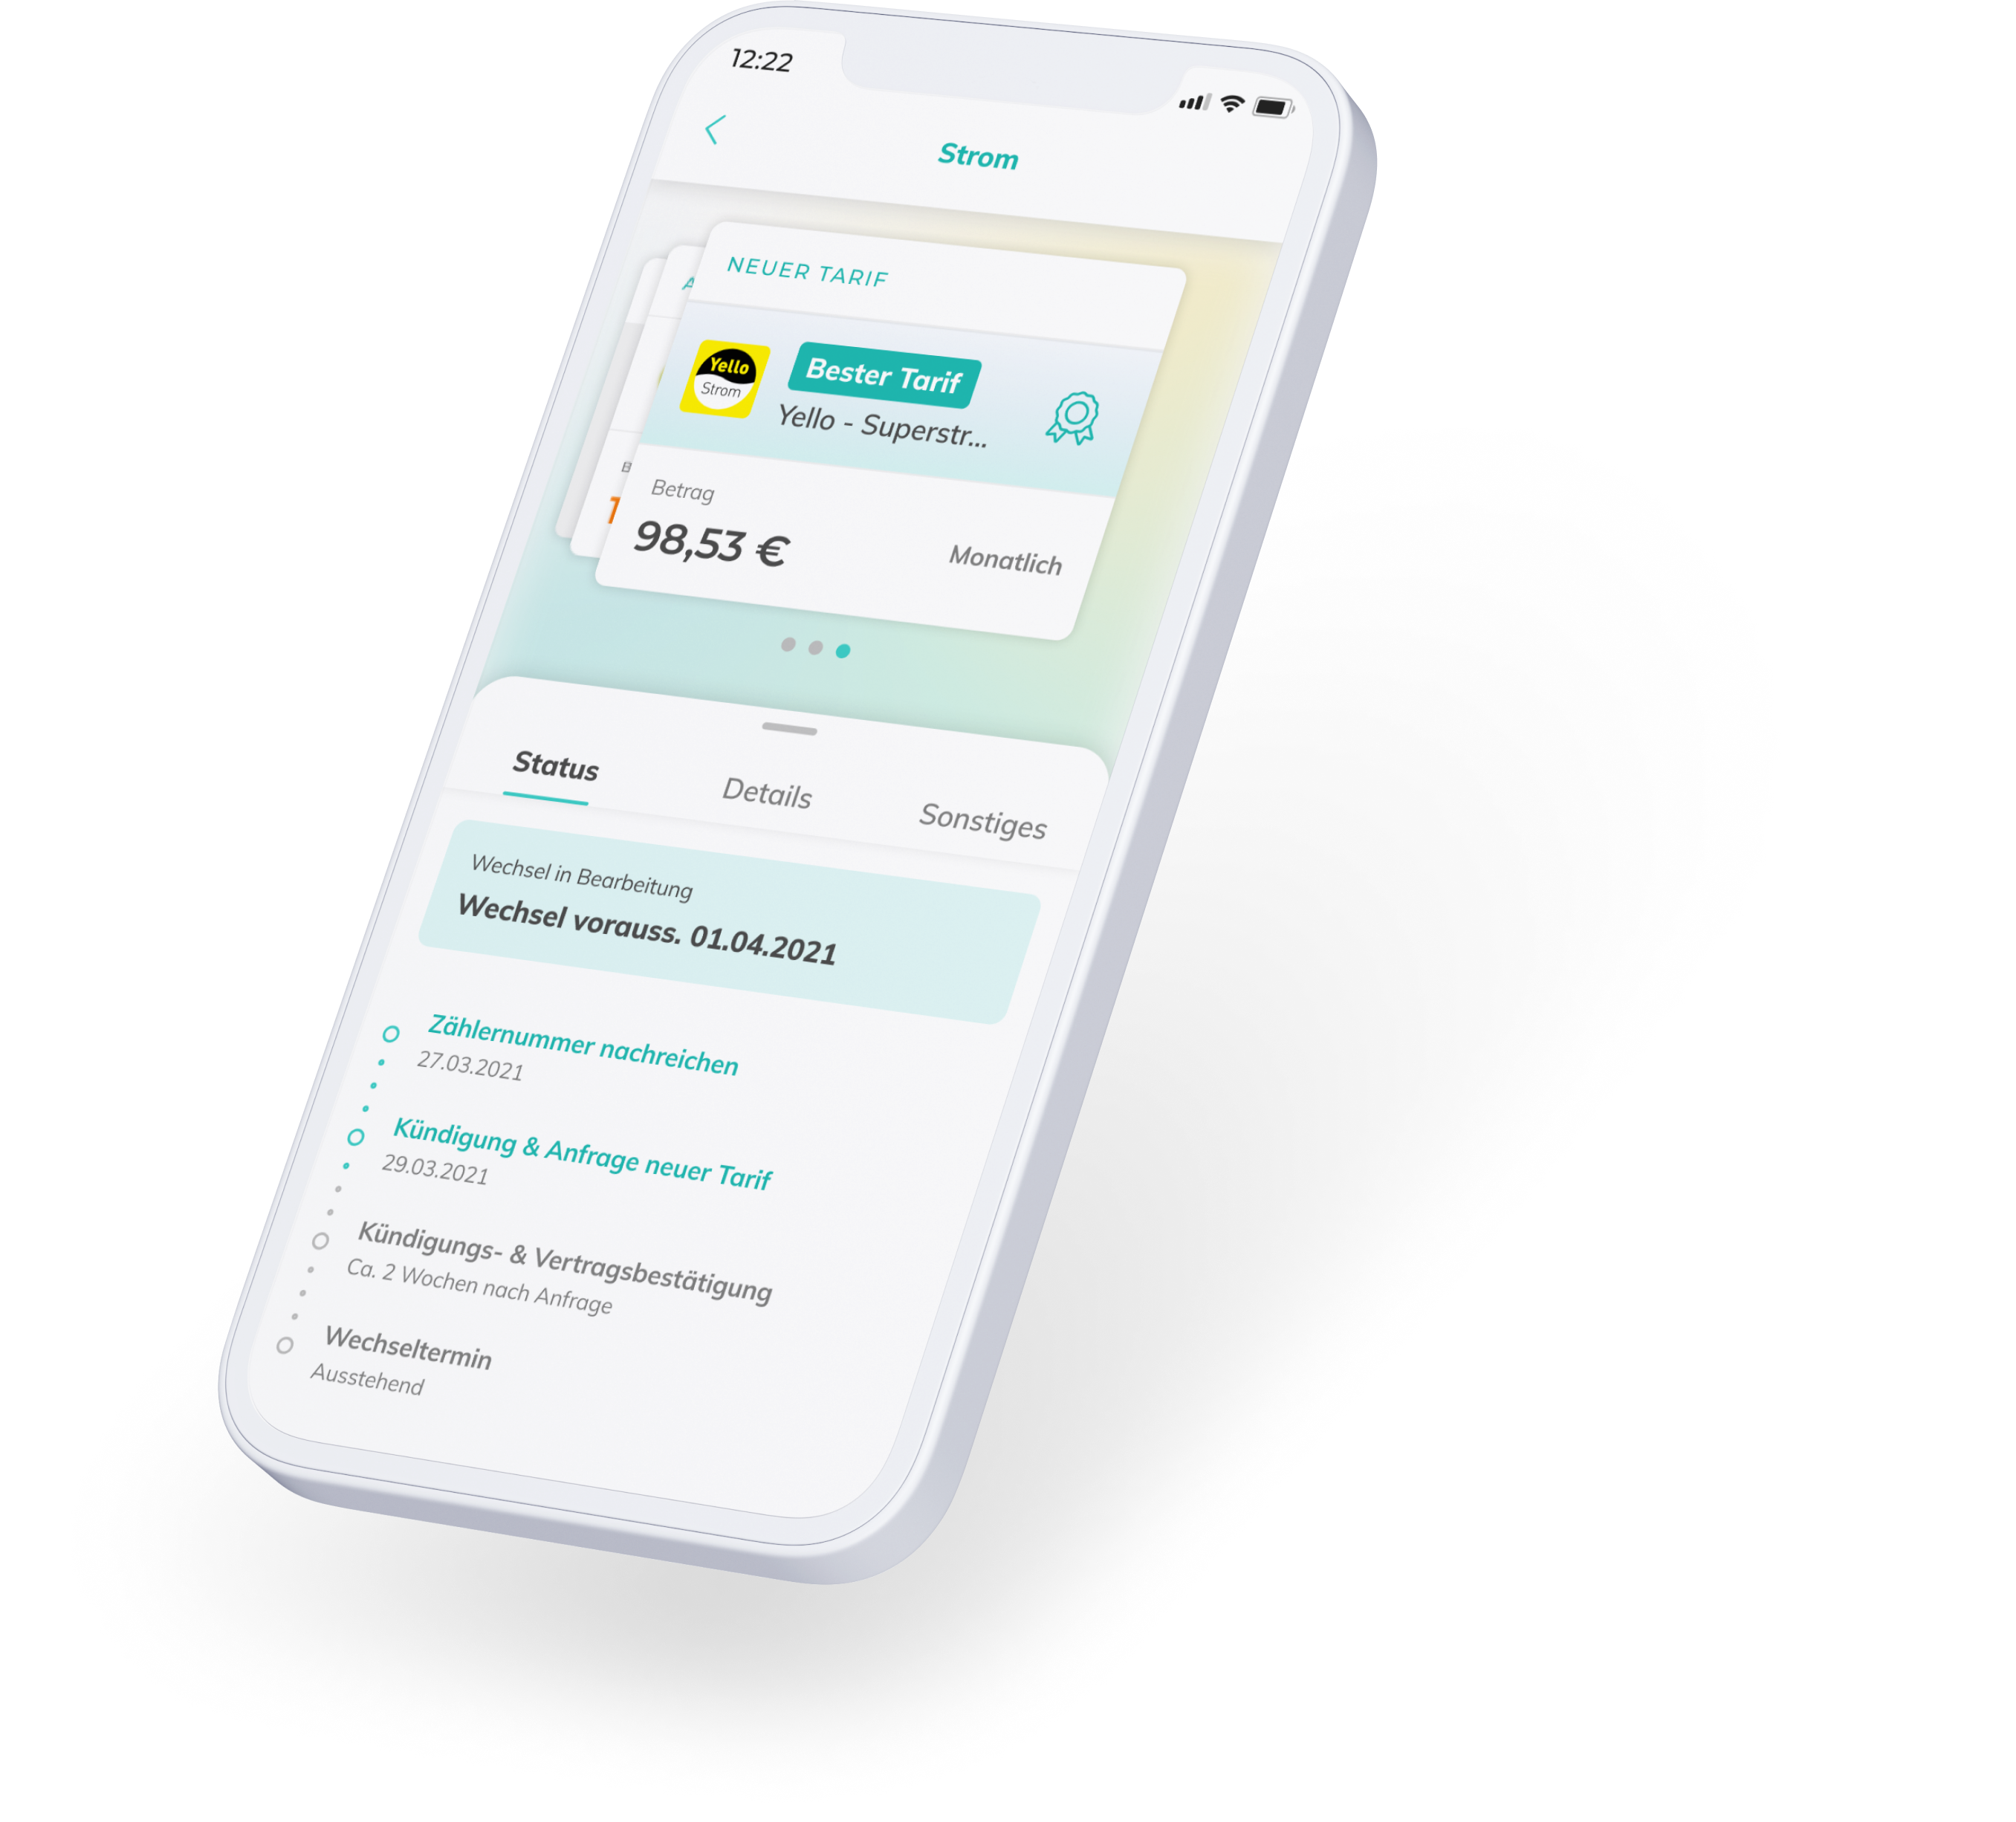 12:22
Strom
NEUER TARIF
Yello
Strom
Bester Tarif
Yello - Superstr...
Betrag
98,53 €
Monatlich
Status
Details
Sonstiges
Wechsel in Bearbeitung
Wechsel vorauss. 01.04.2021
Zählernummer nachreichen
27.03.2021
Kündigung & Anfrage neuer Tarif
29.03.2021
Kündigungs- & Vertragsbestätigung
Ca. 2 Wochen nach Anfrage
Wechseltermin
Ausstehend